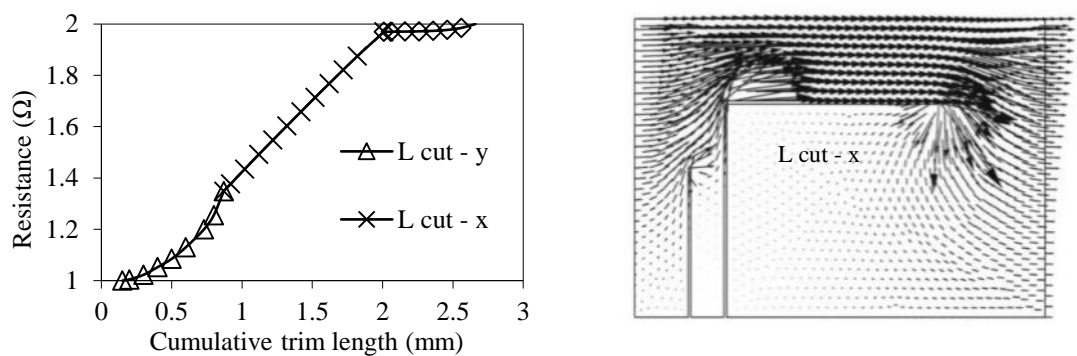 2
1.8
1.6
1.4
1.2
1
Resistance (Ω)
L cut - y
L cut - x
0 0.5 1 1.5 2 2.5 3
Cumulative trim length (mm)
L cut - x